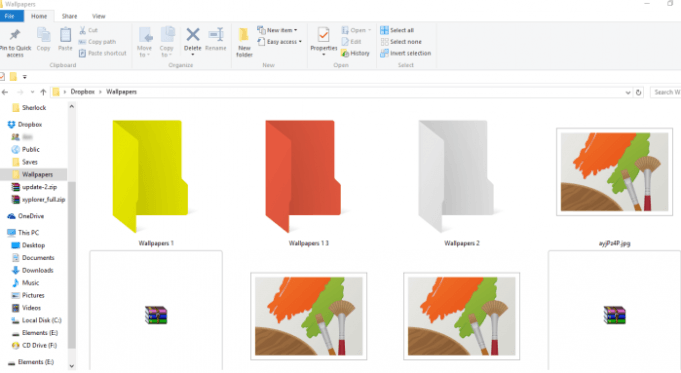 Wallpapers
File Home Share View
Pin to Quick access
Copy
Paste
Cut
Copy path
Paste shortcut
Move to
Copy to
Delete
Rename
New folder
New item
Easy access
Properties
Open
Edit
History
Select all
Select none
Invert selection
Clipboard Organize New Open Select
Dropbox Wallpapers
Search W
Sherlock
Dropbox
Public
Saves
Wallpapers
update-2.zip
xyplorer_full.zip
OneDrive
This PC
Desktop
Documents
Downloads
Music
Pictures
Videos
Local Disk (C:)
Elements (E:)
CD Drive (F:)
Elements (E:)
Wallpapers 1 Wallpapers 1 3 Wallpapers 2 ayjPs4P.jpg